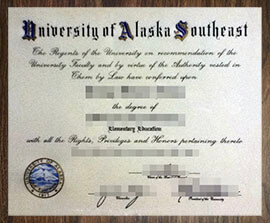 University of Alaska Southeast
The Regents of the University on recommendation of the
University Faculty and by virtue of the Authority vested in
Them by Law have conferred upon
the degree of
Elementary Education
with all the Rights, Privileges and Honors pertaining thereto